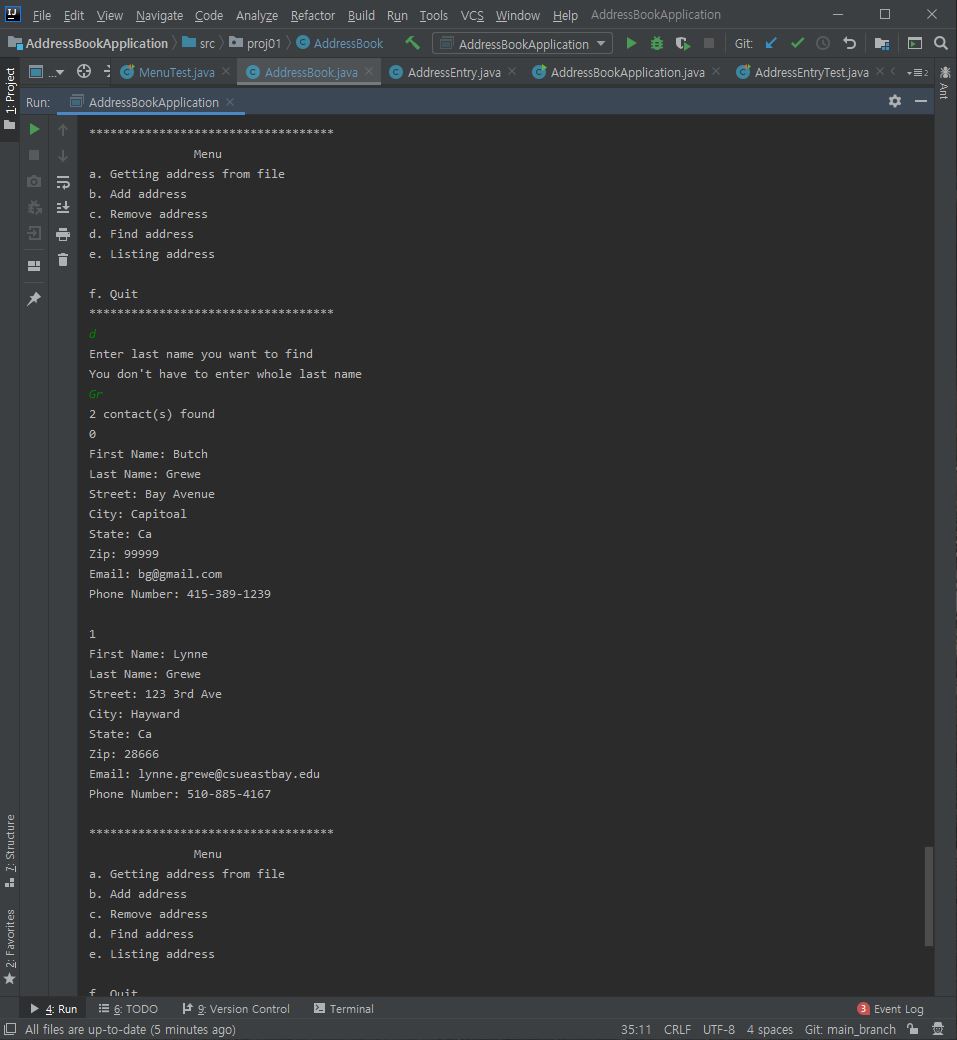 File Edit View Navigate Code Analyze Refactor Build Run Tools VCS Window Help AddressBookApplication
AddressBookApplication src proj01 AddressBook AddressBookApplication Git:
... MenuTest.java AddressBook.java AddressEntry.java AddressBookApplication.java AddressEntryTest.java 2
1: Project
Ant
Run: AddressBookApplication
***********************************
Menu
a. Getting address from file
b. Add address
c. Remove address
d. Find address
e. Listing address
f. Quit
***********************************
d
Enter last name you want to find
You don't have to enter whole last name
Gr
2 contact(s) found
0
First Name: Butch
Last Name: Grewe
Street: Bay Avenue
City: Capitoal
State: Ca
Zip: 99999
Email: bg@gmail.com
Phone Number: 415-389-1239
1
First Name: Lynne
Last Name: Grewe
Street: 123 3rd Ave
City: Hayward
State: Ca
Zip: 28666
Email: lynne.grewe@csueastbay.edu
Phone Number: 510-885-4167
***********************************
Menu
a. Getting address from file
b. Add address
c. Remove address
d. Find address
e. Listing address
f. Quit
7: Structure
2: Favorites
4: Run 6: TODO 9: Version Control Terminal 3 Event Log
All files are up-to-date (5 minutes ago) 35:11 CRLF UTF-8 4 spaces Git: main_branch